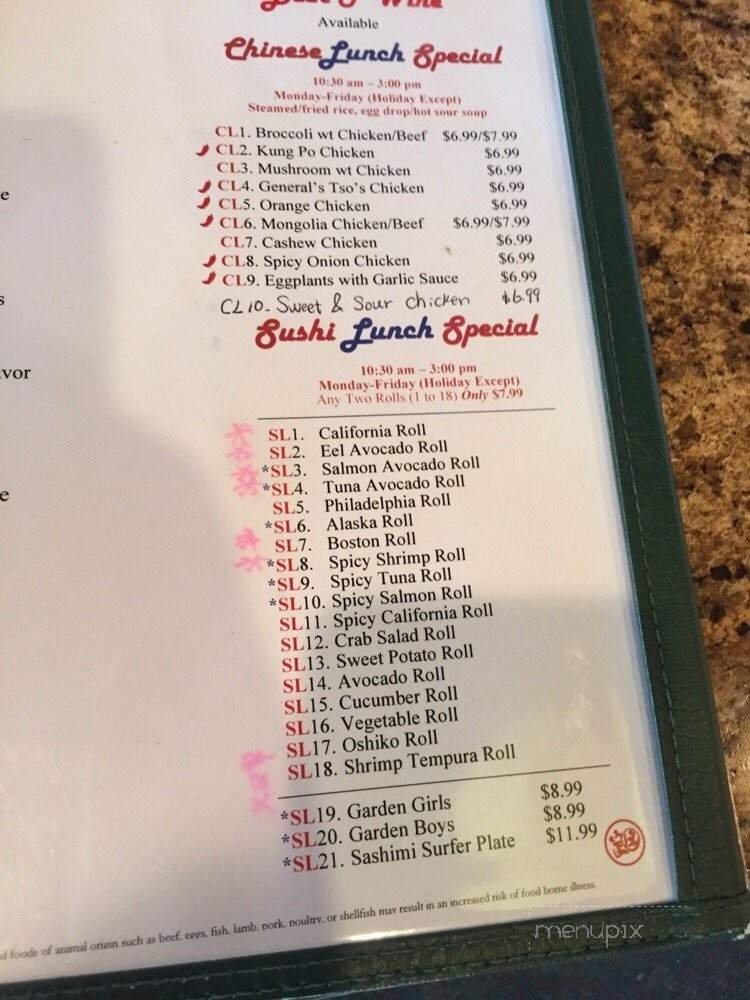 & Wine
Available
Chinese Lunch Special
10:30 am – 3:00 pm
Monday-Friday (Holiday Except)
Steamed/fried rice, egg drop/hot sour soup
CL1. Broccoli wt Chicken/Beef $6.99/$7.99
CL2. Kung Po Chicken $6.99
CL3. Mushroom wt Chicken $6.99
e
CL4. General's Tso's Chicken $6.99
CL5. Orange Chicken $6.99
CL6. Mongolia Chicken/Beef $6.99/$7.99
CL7. Cashew Chicken $6.99
CL8. Spicy Onion Chicken $6.99
CL9. Eggplants with Garlic Sauce $6.99
s
CL10. Sweet & Sour chicken $6.99
Sushi Lunch Special
vor
10:30 am – 3:00 pm
Monday-Friday (Holiday Except)
Any Two Rolls (1 to 18) Only $7.99
SL1. California Roll
SL2. Eel Avocado Roll
*SL3. Salmon Avocado Roll
*SL4. Tuna Avocado Roll
e
SL5. Philadelphia Roll
*SL6. Alaska Roll
SL7. Boston Roll
*SL8. Spicy Shrimp Roll
*SL9. Spicy Tuna Roll
*SL10. Spicy Salmon Roll
SL11. Spicy California Roll
SL12. Crab Salad Roll
SL13. Sweet Potato Roll
SL14. Avocado Roll
SL15. Cucumber Roll
SL16. Vegetable Roll
SL17. Oshiko Roll
SL18. Shrimp Tempura Roll
*SL19. Garden Girls $8.99
*SL20. Garden Boys $8.99
*SL21. Sashimi Surfer Plate $11.99
d foods of animal origin such as beef, eggs, fish, lamb, pork, poultry, or shellfish may result in an increased risk of food borne illness.
menupix